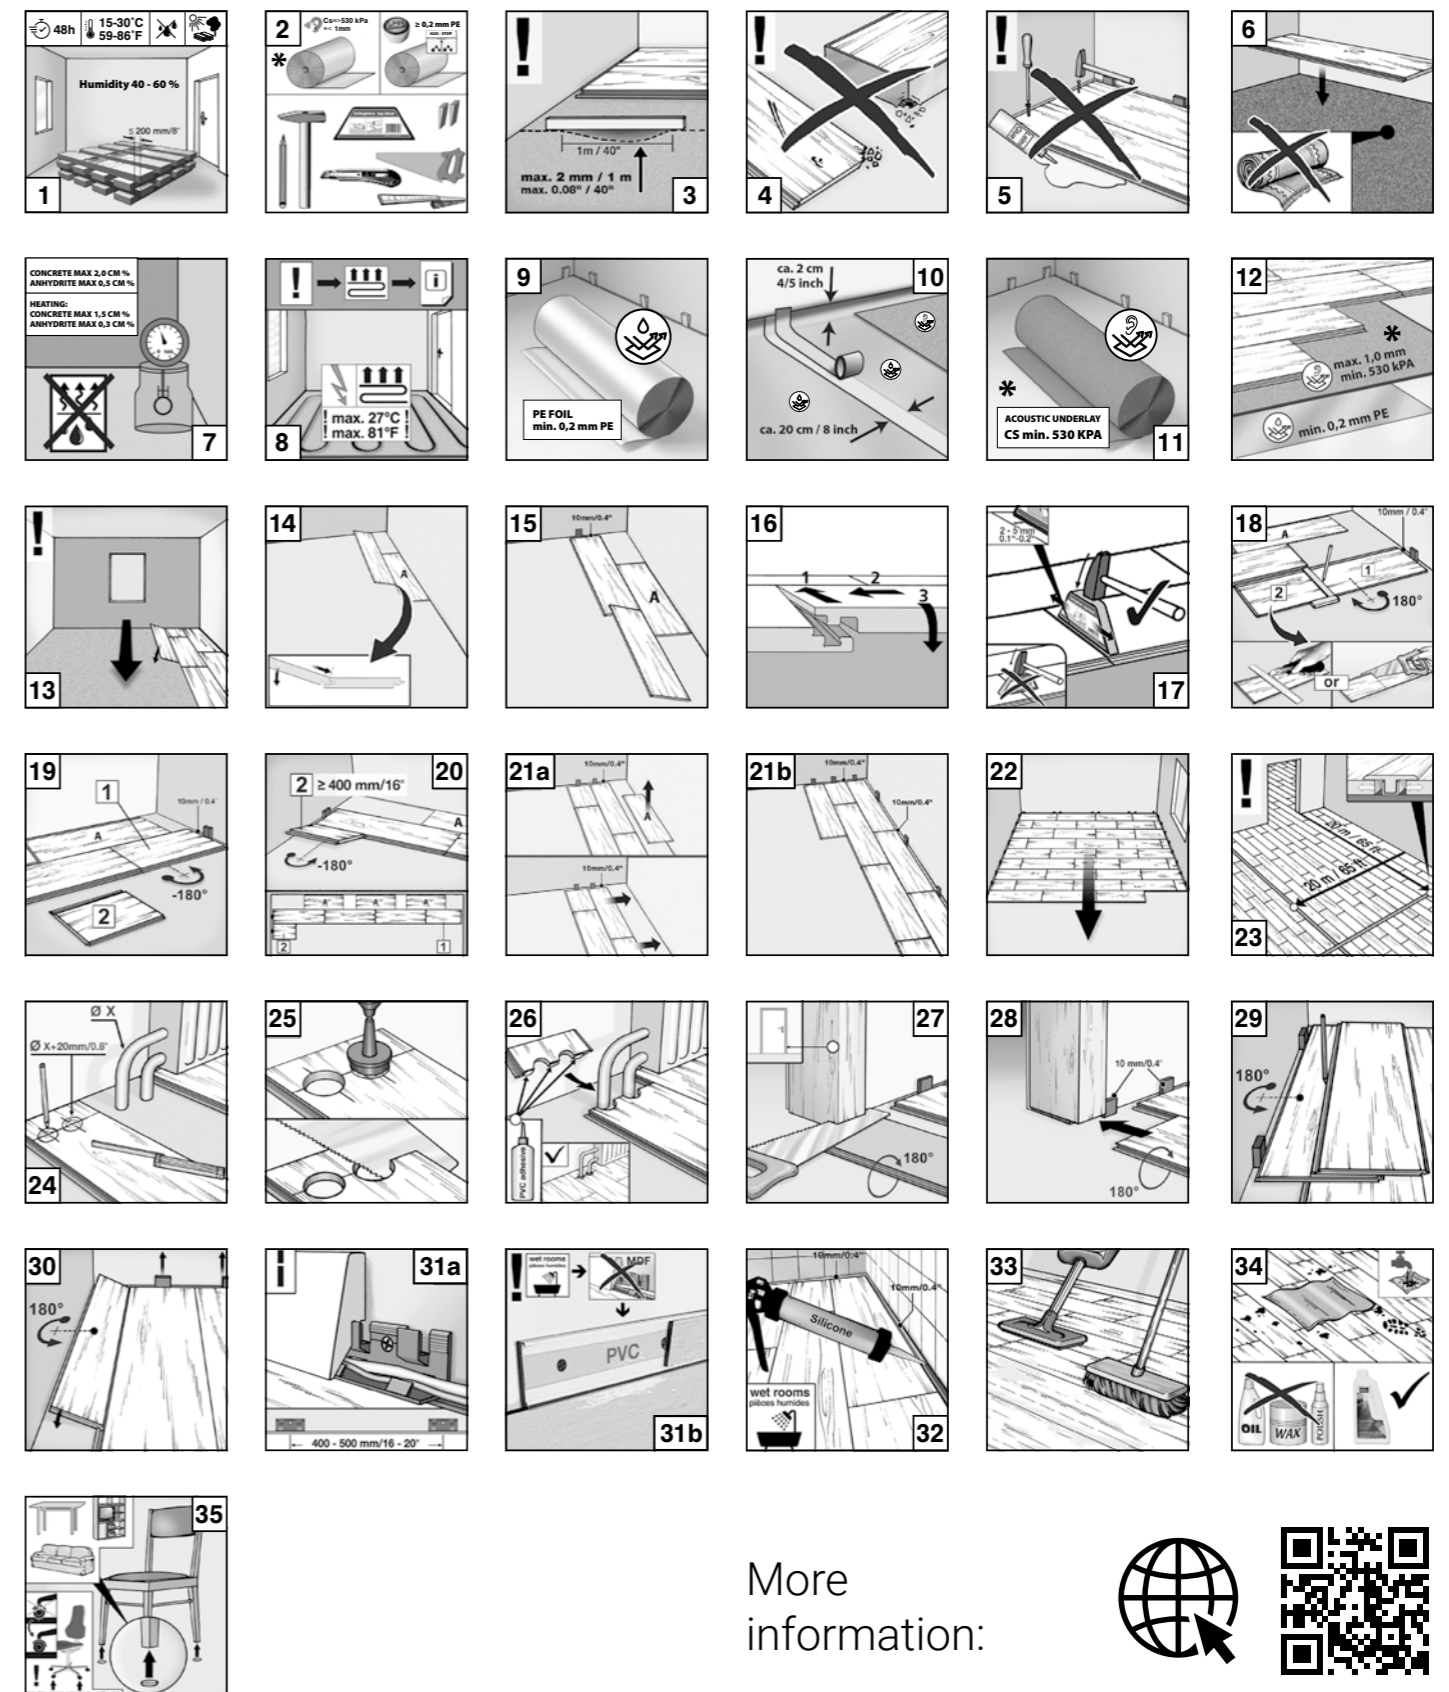 48h
15-30˚C
59-86˚F
Humidity 40 - 60 %
≤ 200 mm/8"
1
2
Cs=>530 kPa
=< 1mm
≥ 0,2 mm PE
H2O - STOP
*
1m / 40"
max. 2 mm / 1 m
max. 0.08" / 40"
3
4
5
6
CONCRETE MAX 2,0 CM %
ANHYDRITE MAX 0,5 CM %
HEATING:
CONCRETE MAX 1,5 CM %
ANHYDRITE MAX 0,3 CM %
7
! max. 27°C !
! max. 81°F !
8
9
PE FOIL
min. 0,2 mm PE
10
ca. 2 cm
4/5 inch
ca. 20 cm / 8 inch
*
ACOUSTIC UNDERLAY
CS min. 530 KPA
11
12
*
max. 1,0 mm
min. 530 kPA
min. 0,2 mm PE
!
13
14
A
15
10mm/0.4"
A
16
1
2
3
2 - 5 mm
0.1"-0.2"
17
18
10mm / 0.4"
A
1
2
180°
or
19
1
10mm / 0.4"
A
-180°
2
20
2 ≥ 400 mm/16"
A
-180°
A A A
2
1
21a
10mm/0.4"
A
10mm/0.4"
21b
10mm/0.4"
10mm/0.4"
22
!
20 m / 65 ft
20 m / 65 ft
23
Ø X
Ø X+20mm/0.8"
24
25
26
PVC adhesive
27
180°
28
10 mm/0.4"
180°
29
180°
30
180°
31a
400 - 500 mm/16 - 20"
!
wet rooms
pièces humides
MDF
PVC
31b
10mm/0.4"
10mm/0.4"
Silicone
wet rooms
pièces humides
32
33
34
OIL
WAX
POLISH
35
!
More
information: